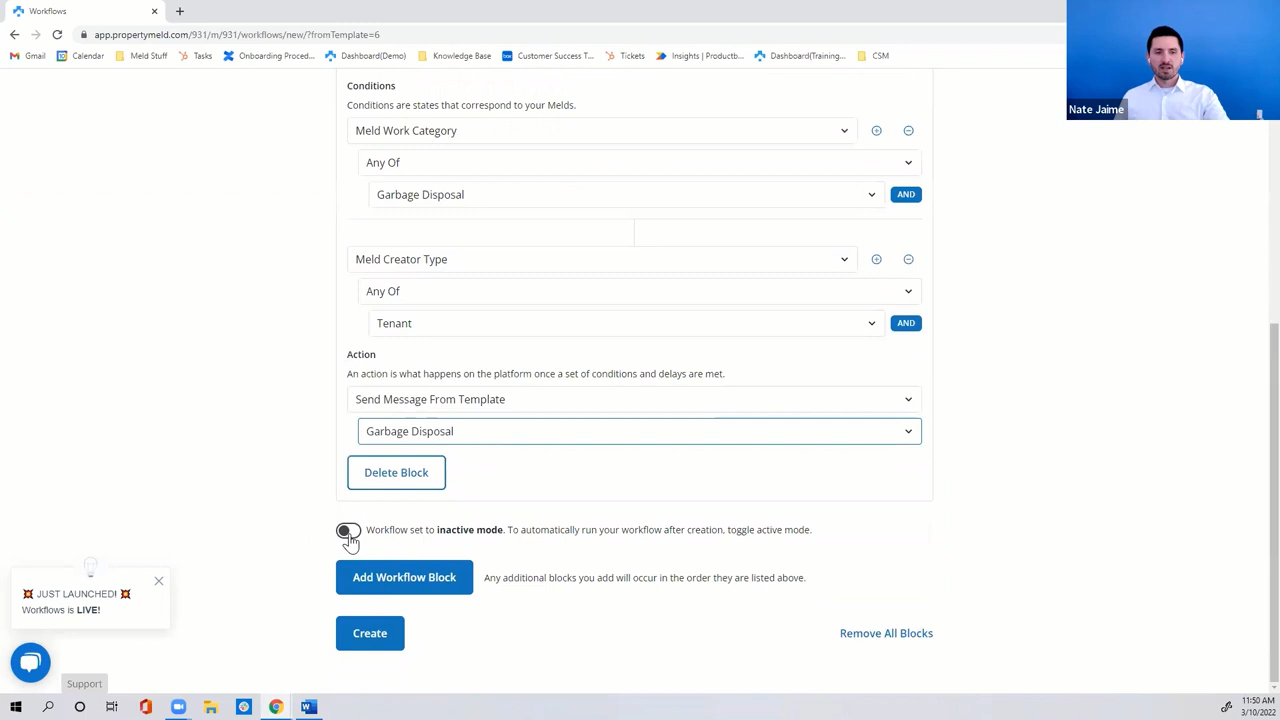 Workflows
app.propertymeld.com/931/m/931/workflows/new/?fromTemplate=6
Gmail Calendar Meld Stuff Tasks Onboarding Proced... Dashboard(Demo) Knowledge Base Customer Success T... Tickets Insights | Productb... Dashboard(Training... CSM
Nate Jaime
Conditions
Conditions are states that correspond to your Melds.
Meld Work Category
Any Of
Garbage Disposal AND
Meld Creator Type
Any Of
Tenant AND
Action
An action is what happens on the platform once a set of conditions and delays are met.
Send Message From Template
Garbage Disposal
Delete Block
Workflow set to inactive mode. To automatically run your workflow after creation, toggle active mode.
Add Workflow Block Any additional blocks you add will occur in the order they are listed above.
💥 JUST LAUNCHED! 💥
Workflows is LIVE!
Create Remove All Blocks
Support
11:50 AM
3/10/2022